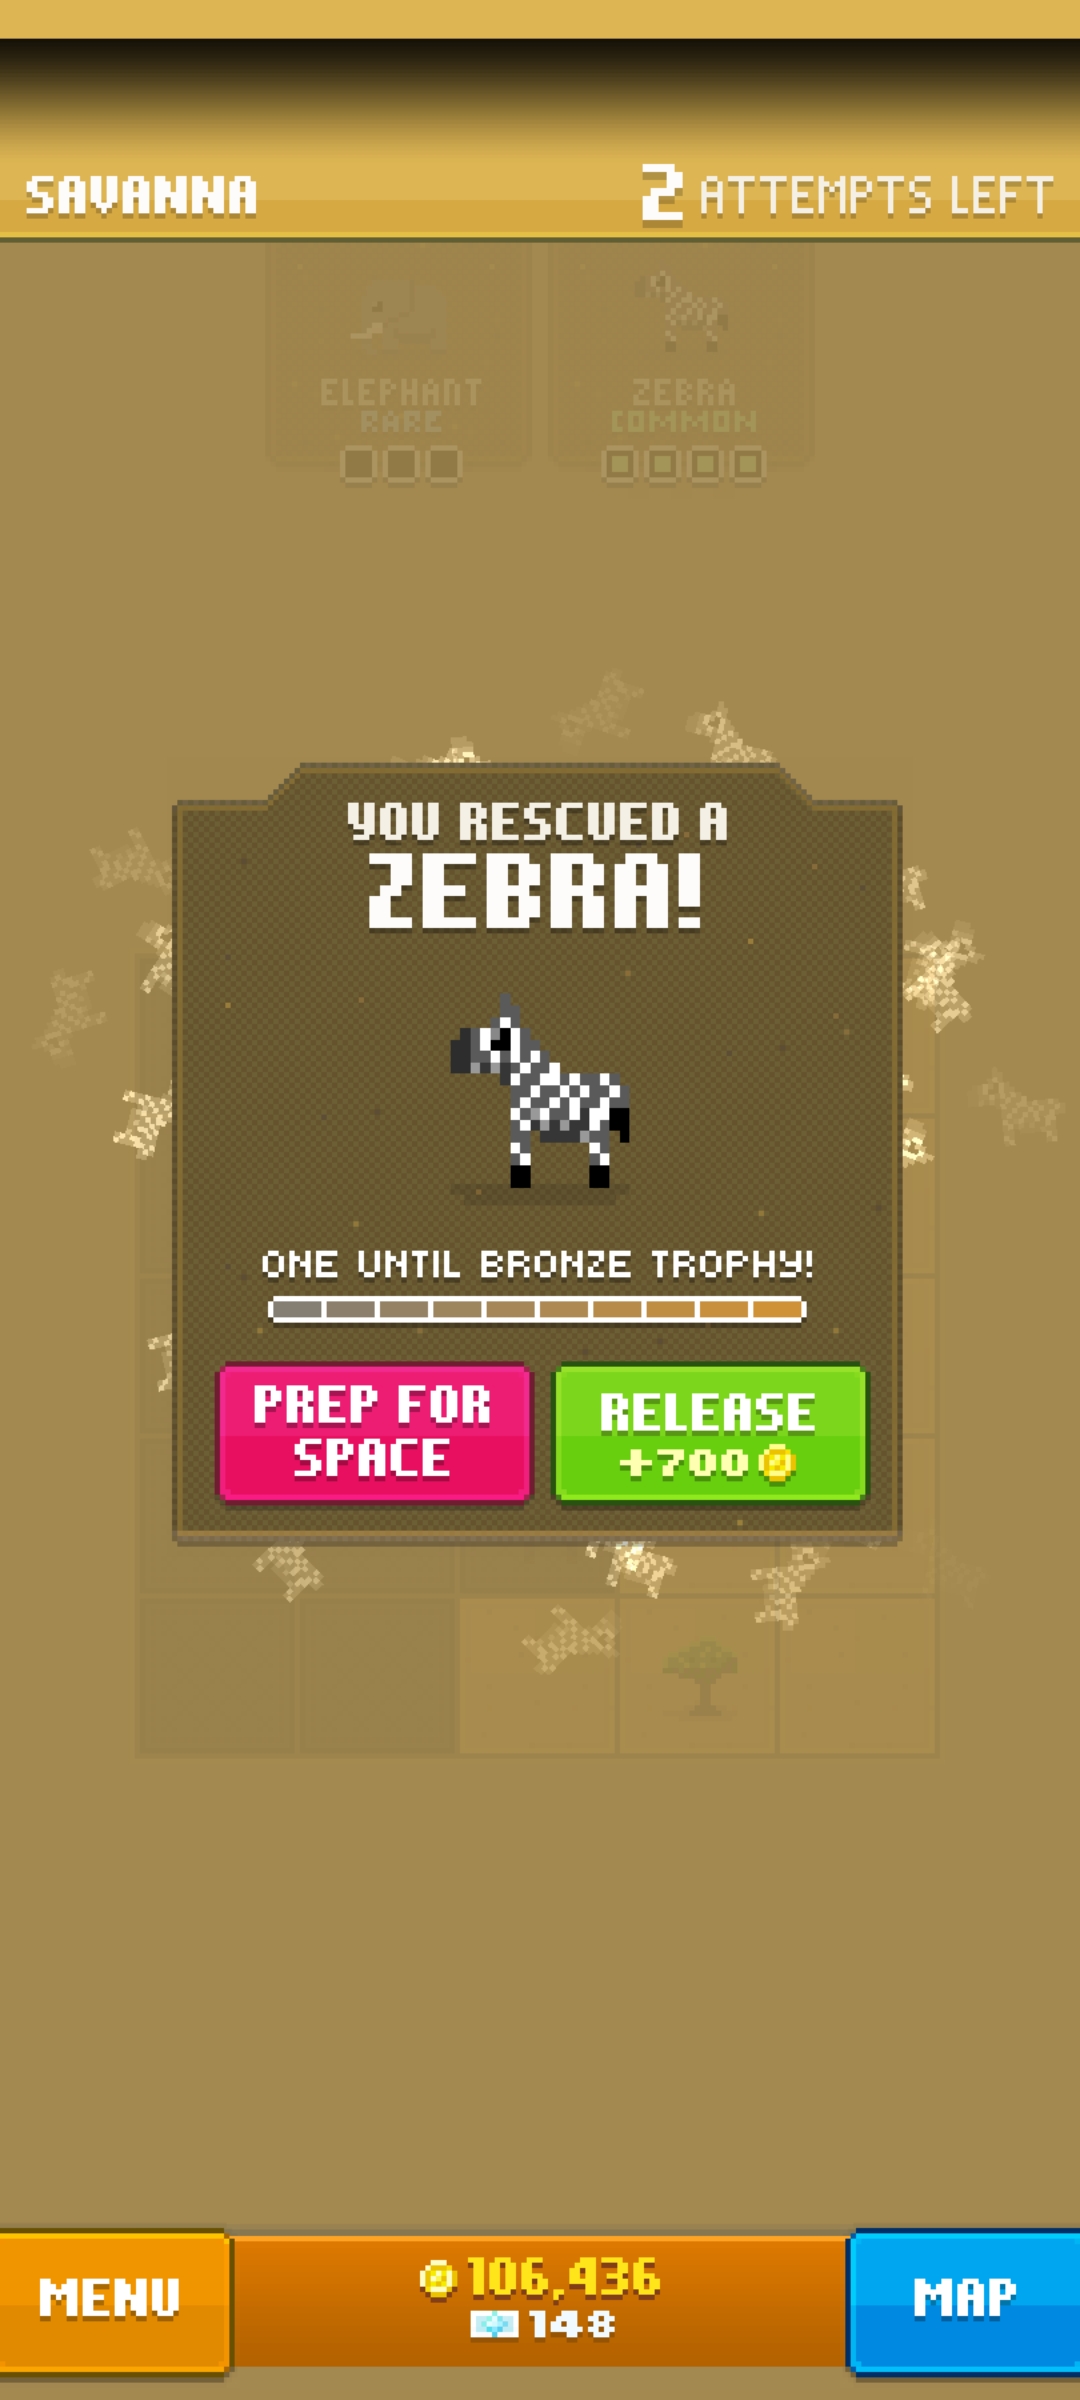 SAVANNA
2 ATTEMPTS LEFT
ELEPHANT
RARE
ZEBRA
COMMON
YOU RESCUED A
ZEBRA!
ONE UNTIL BRONZE TROPHY!
PREP FOR
SPACE
RELEASE
+700
MENU
106,436
148
MAP